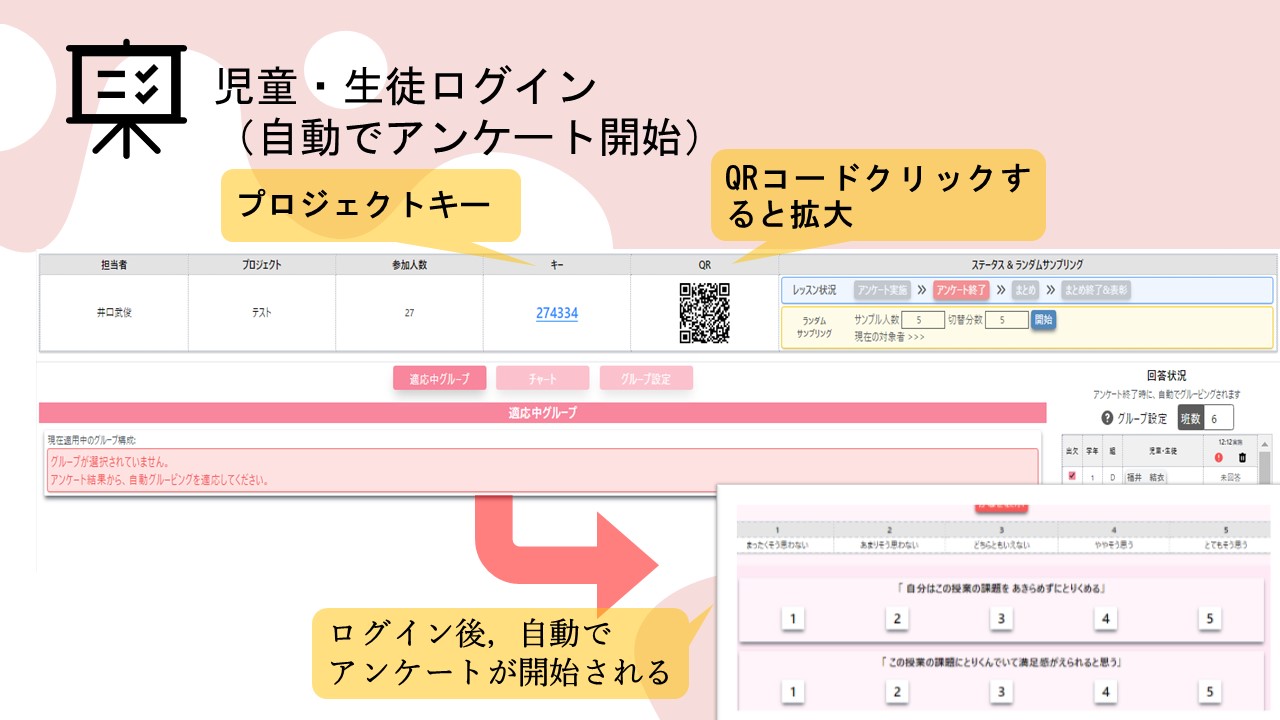 児童・生徒ログイン
（自動でアンケート開始）
プロジェクトキー
QRコードクリックす
ると拡大
担当者 プロジェクト 参加人数 キー QR ステータス & ランダムサンプリング
井口武俊 テスト 27 274334
レッスン状況 アンケート実施 » アンケート終了 » まとめ » まとめ終了&表彰
ランダム
サンプリング
サンプル人数 5 切替分数 5 開始
現在の対象者 >>>
適応中グループ チャート グループ設定
適応中グループ
現在適用中のグループ構成:
グループが選択されていません。
アンケート結果から、自動グルーピングを適応してください。
回答状況
アンケート終了時に、自動でグルーピングされます
? グループ設定 班数 6
出欠 学年 組 児童・生徒 12:12実施
1 D 福井 結衣 未回答
1 2 3 4 5
まったくそう思わない あまりそう思わない どちらともいえない ややそう思う とてもそう思う
「 自分はこの授業の課題を あきらめずにとりくめる」
1 2 3 4 5
「 この授業の課題にとりくんでいて満足感がえられると思う」
1 2 3 4 5
ログイン後，自動で
アンケートが開始される